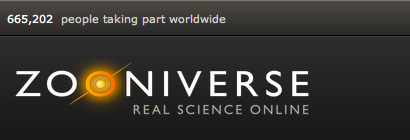 665,202 people taking part worldwide
ZOONIVERSE
REAL SCIENCE ONLINE